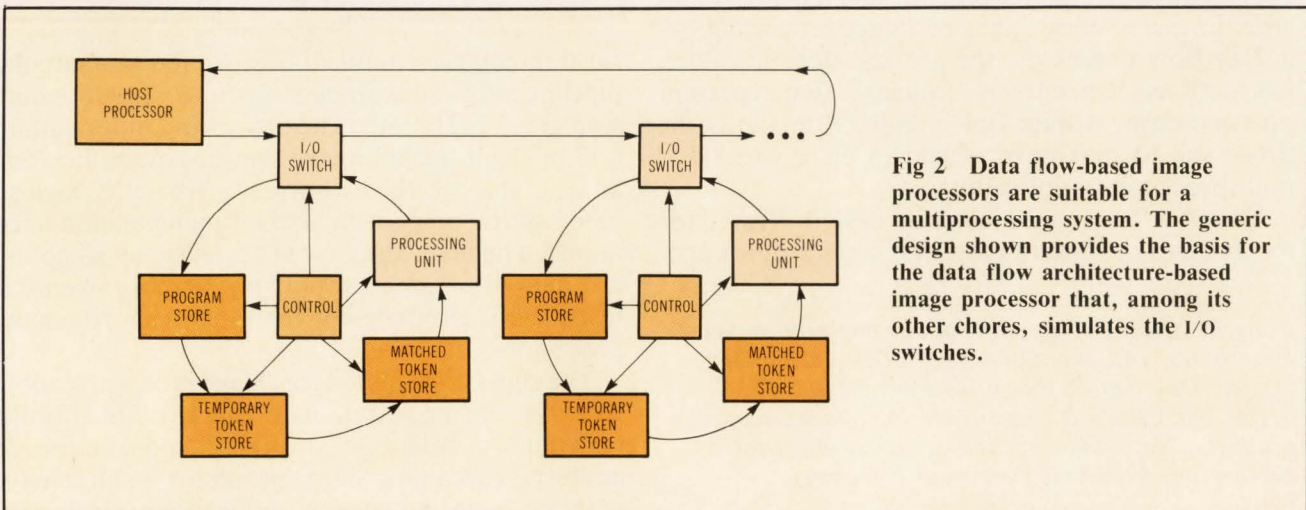 HOST
PROCESSOR
I/O
SWITCH
PROCESSING
UNIT
PROGRAM
STORE
CONTROL
MATCHED
TOKEN
STORE
TEMPORARY
TOKEN
STORE
I/O
SWITCH
PROCESSING
UNIT
PROGRAM
STORE
CONTROL
MATCHED
TOKEN
STORE
TEMPORARY
TOKEN
STORE
Fig 2 Data flow-based image
processors are suitable for a
multiprocessing system. The generic
design shown provides the basis for
the data flow architecture-based
image processor that, among its
other chores, simulates the I/O
switches.